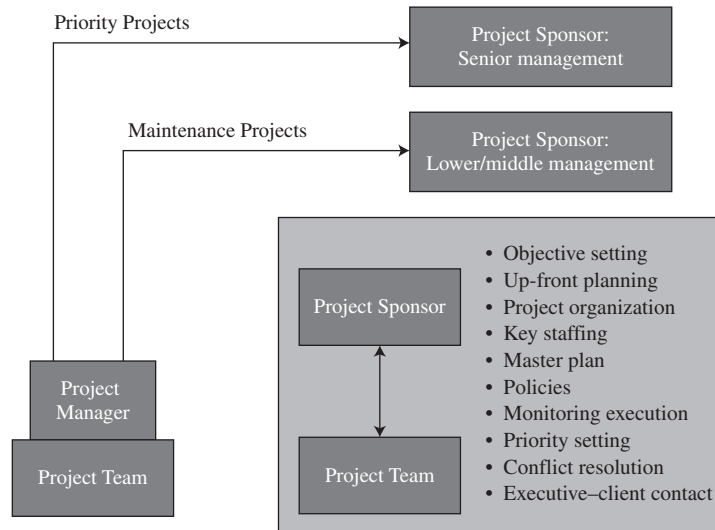 Priority Projects
Project Sponsor:
Senior management
Maintenance Projects
Project Sponsor:
Lower/middle management
Project Sponsor
Project Team
• Objective setting
• Up-front planning
• Project organization
• Key staffing
• Master plan
• Policies
• Monitoring execution
• Priority setting
• Conflict resolution
• Executive–client contact
Project
Manager
Project Team